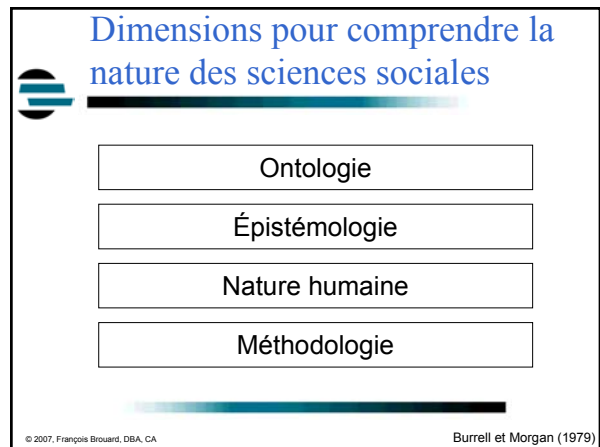 Dimensions pour comprendre la
nature des sciences sociales
Ontologie
Épistémologie
Nature humaine
Méthodologie
© 2007, François Brouard, DBA, CA
Burrell et Morgan (1979)